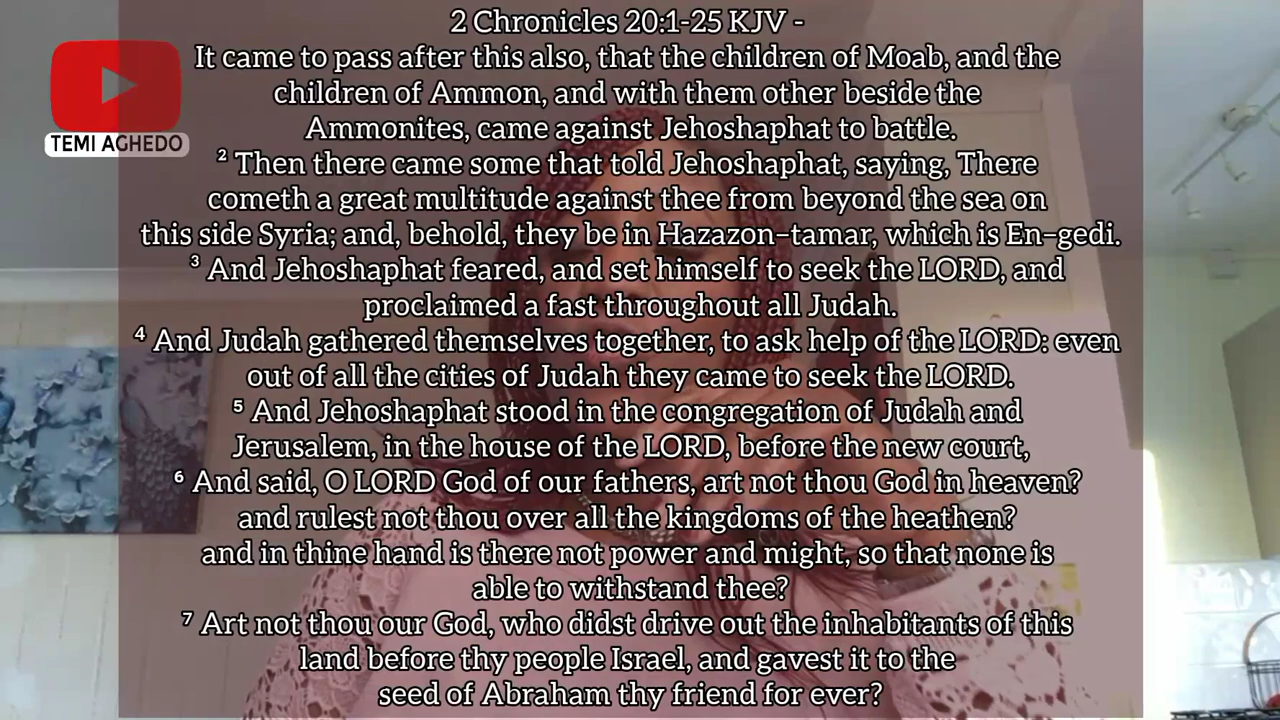 2 Chronicles 20:1-25 KJV -
It came to pass after this also, that the children of Moab, and the
children of Ammon, and with them other beside the
Ammonites, came against Jehoshaphat to battle.
² Then there came some that told Jehoshaphat, saying, There
cometh a great multitude against thee from beyond the sea on
this side Syria; and, behold, they be in Hazazon–tamar, which is En–gedi.
³ And Jehoshaphat feared, and set himself to seek the LORD, and
proclaimed a fast throughout all Judah.
⁴ And Judah gathered themselves together, to ask help of the LORD: even
out of all the cities of Judah they came to seek the LORD.
⁵ And Jehoshaphat stood in the congregation of Judah and
Jerusalem, in the house of the LORD, before the new court,
⁶ And said, O LORD God of our fathers, art not thou God in heaven?
and rulest not thou over all the kingdoms of the heathen?
and in thine hand is there not power and might, so that none is
able to withstand thee?
⁷ Art not thou our God, who didst drive out the inhabitants of this
land before thy people Israel, and gavest it to the
seed of Abraham thy friend for ever?
TEMI AGHEDO